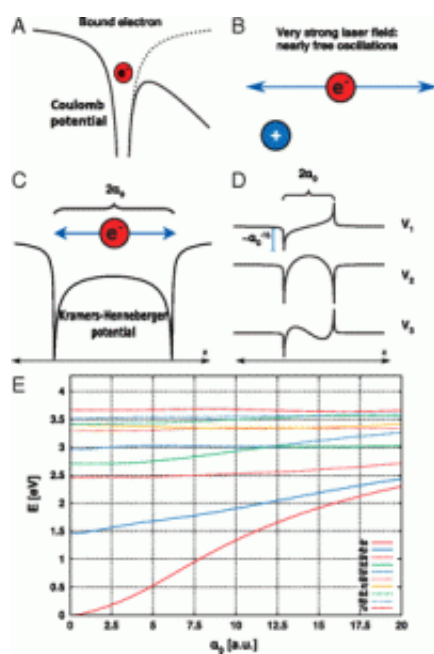 A
Bound electron
e-
Coulomb
potential
B
Very strong laser field:
nearly free oscillations
e-
+
C
2α₀
e-
Kramers-Henneberger
potential
x
D
2α₀
V₁
V₂
V₃
E
E [eV]
4
3.5
3
2.5
2
1.5
1
0.5
0
0
2.5
5
7.5
10
12.5
15
17.5
20
α₀ [a.u.]